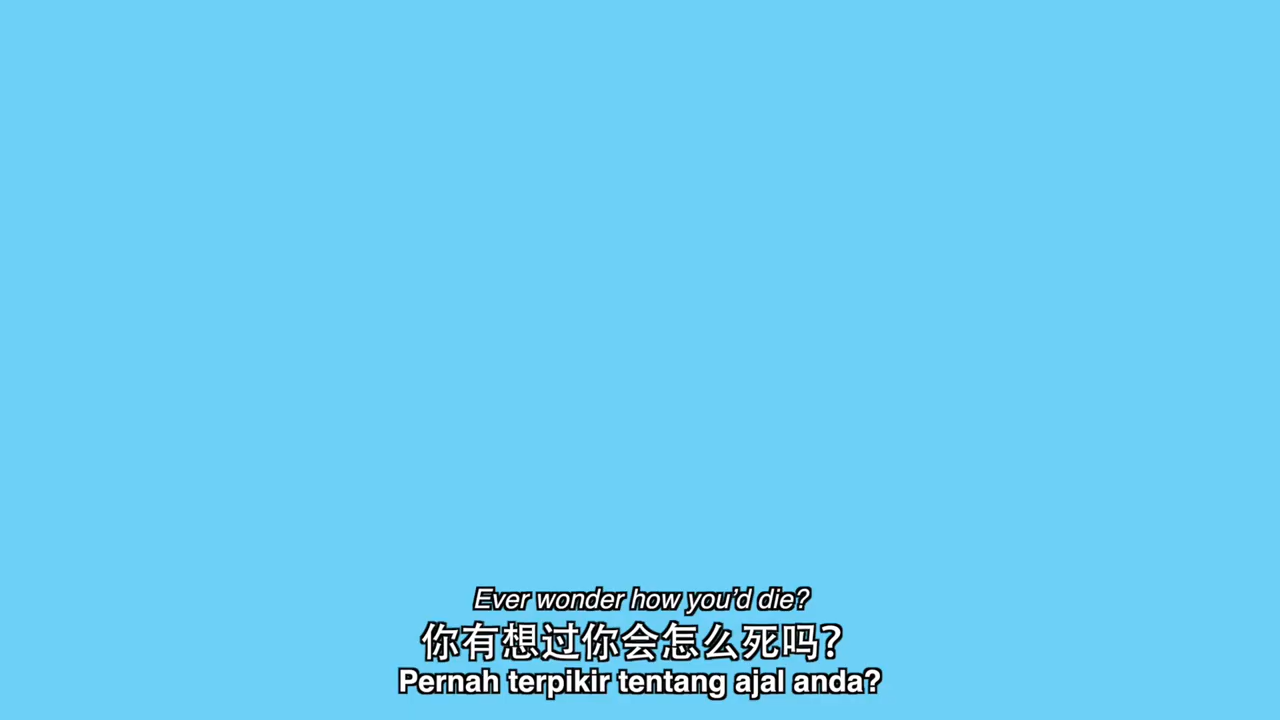 Ever wonder how you'd die?
你有想过你会怎么死吗？
Pernah terpikir tentang ajal anda?